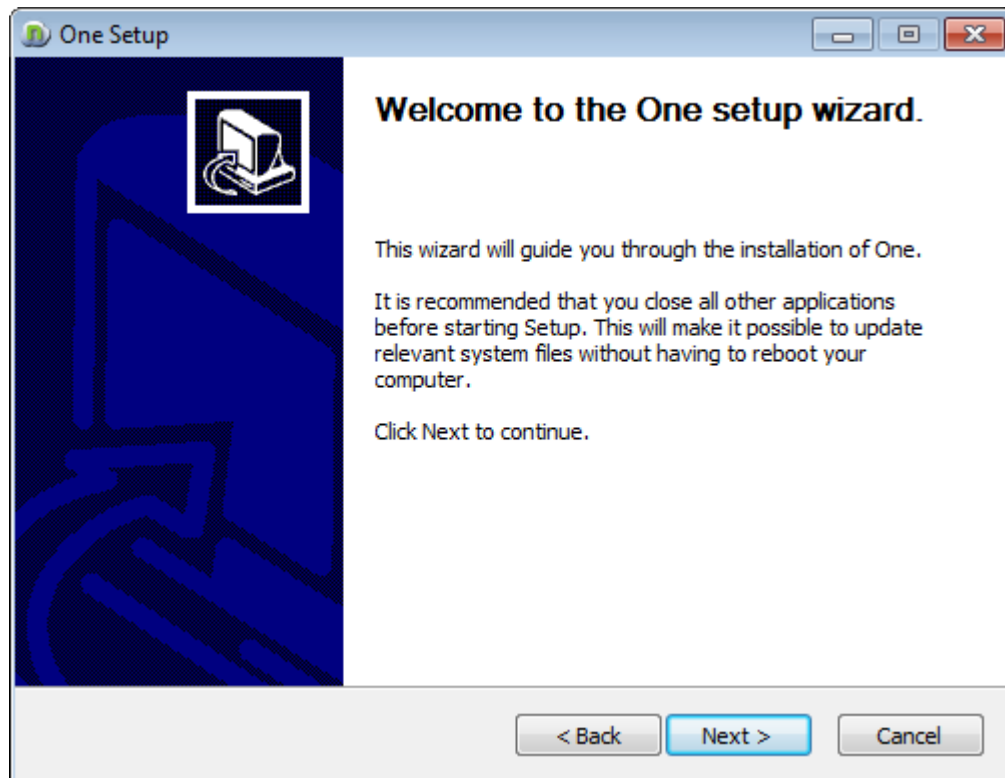 One Setup
Welcome to the One setup wizard.
This wizard will guide you through the installation of One.
It is recommended that you close all other applications
before starting Setup. This will make it possible to update
relevant system files without having to reboot your
computer.
Click Next to continue.
< Back
Next >
Cancel